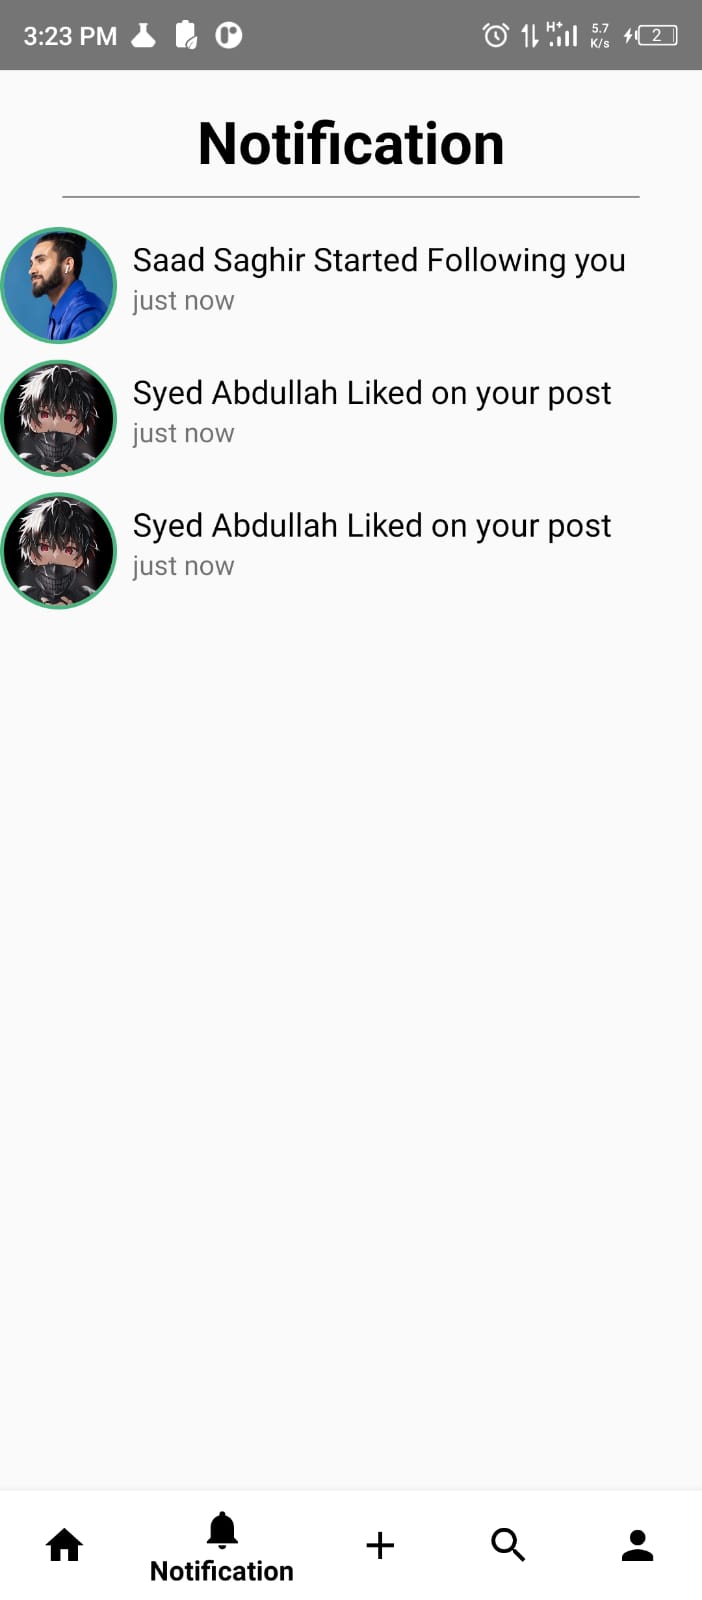 3:23 PM H+ 5.7 K/s 2
Notification
Saad Saghir Started Following you
just now
Syed Abdullah Liked on your post
just now
Syed Abdullah Liked on your post
just now
Notification